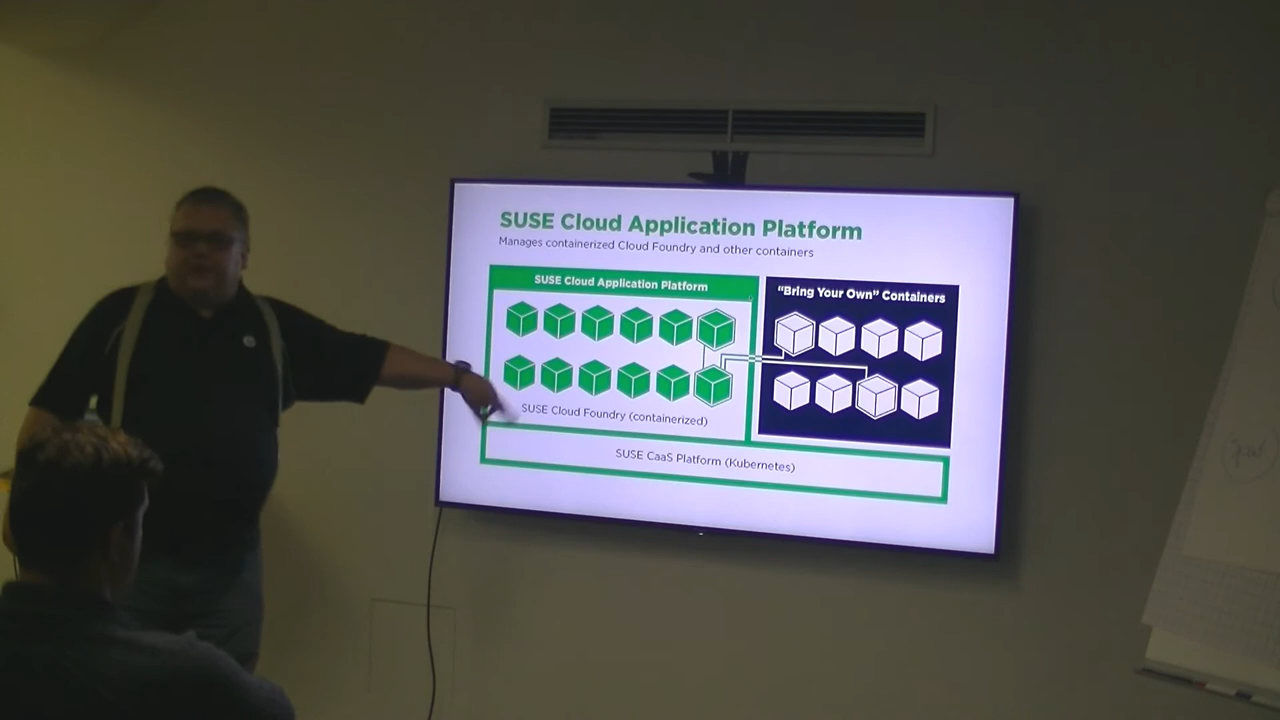 SUSE Cloud Application Platform
Manages containerized Cloud Foundry and other containers
SUSE Cloud Application Platform
"Bring Your Own" Containers
SUSE Cloud Foundry (containerized)
SUSE CaaS Platform (Kubernetes)